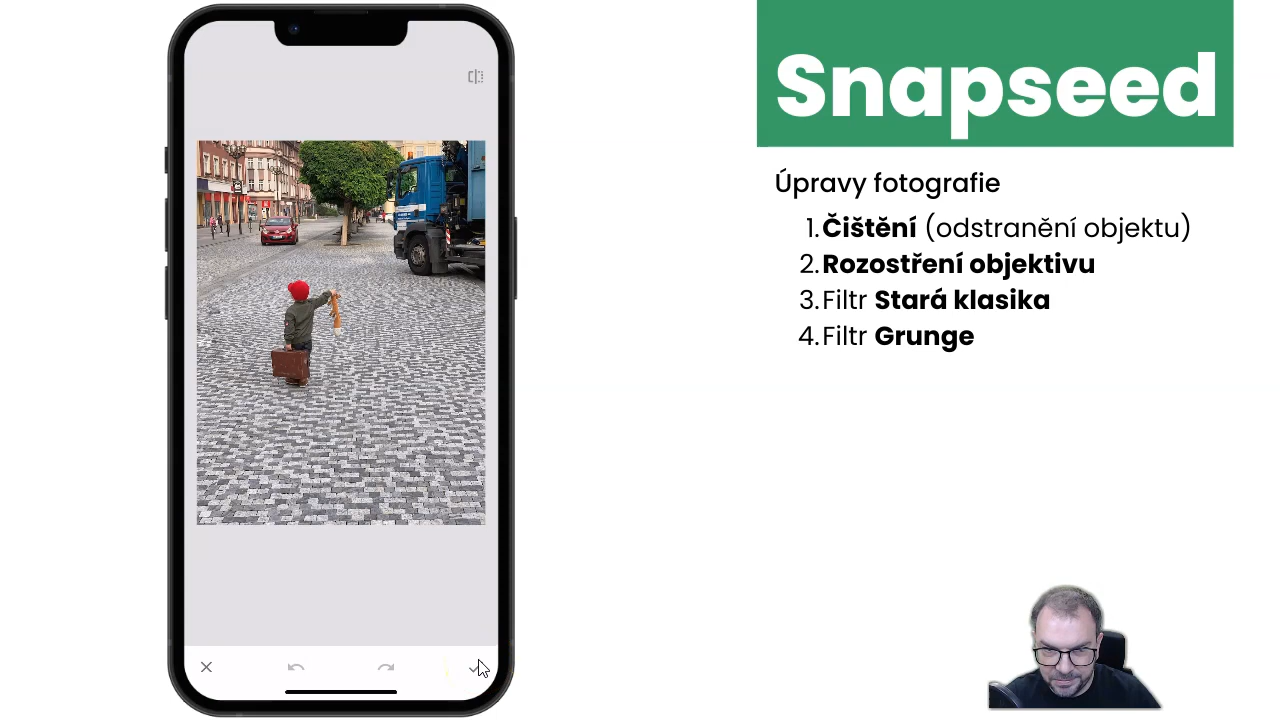 Snapseed
Úpravy fotografie
1. Čištění (odstranění objektu)
2. Rozostření objektivu
3. Filtr Stará klasika
4. Filtr Grunge